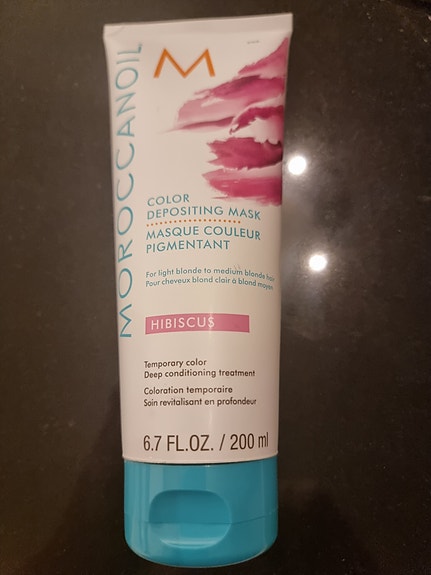 M
MOROCCANOIL
COLOR
DEPOSITING MASK
MASQUE COULEUR
PIGMENTANT
For light blonde to medium blonde hair
Pour cheveux blond clair à blond moyen
HIBISCUS
Temporary color
Deep conditioning treatment
Coloration temporaire
Soin revitalisant en profondeur
6.7 FL.OZ. / 200 ml